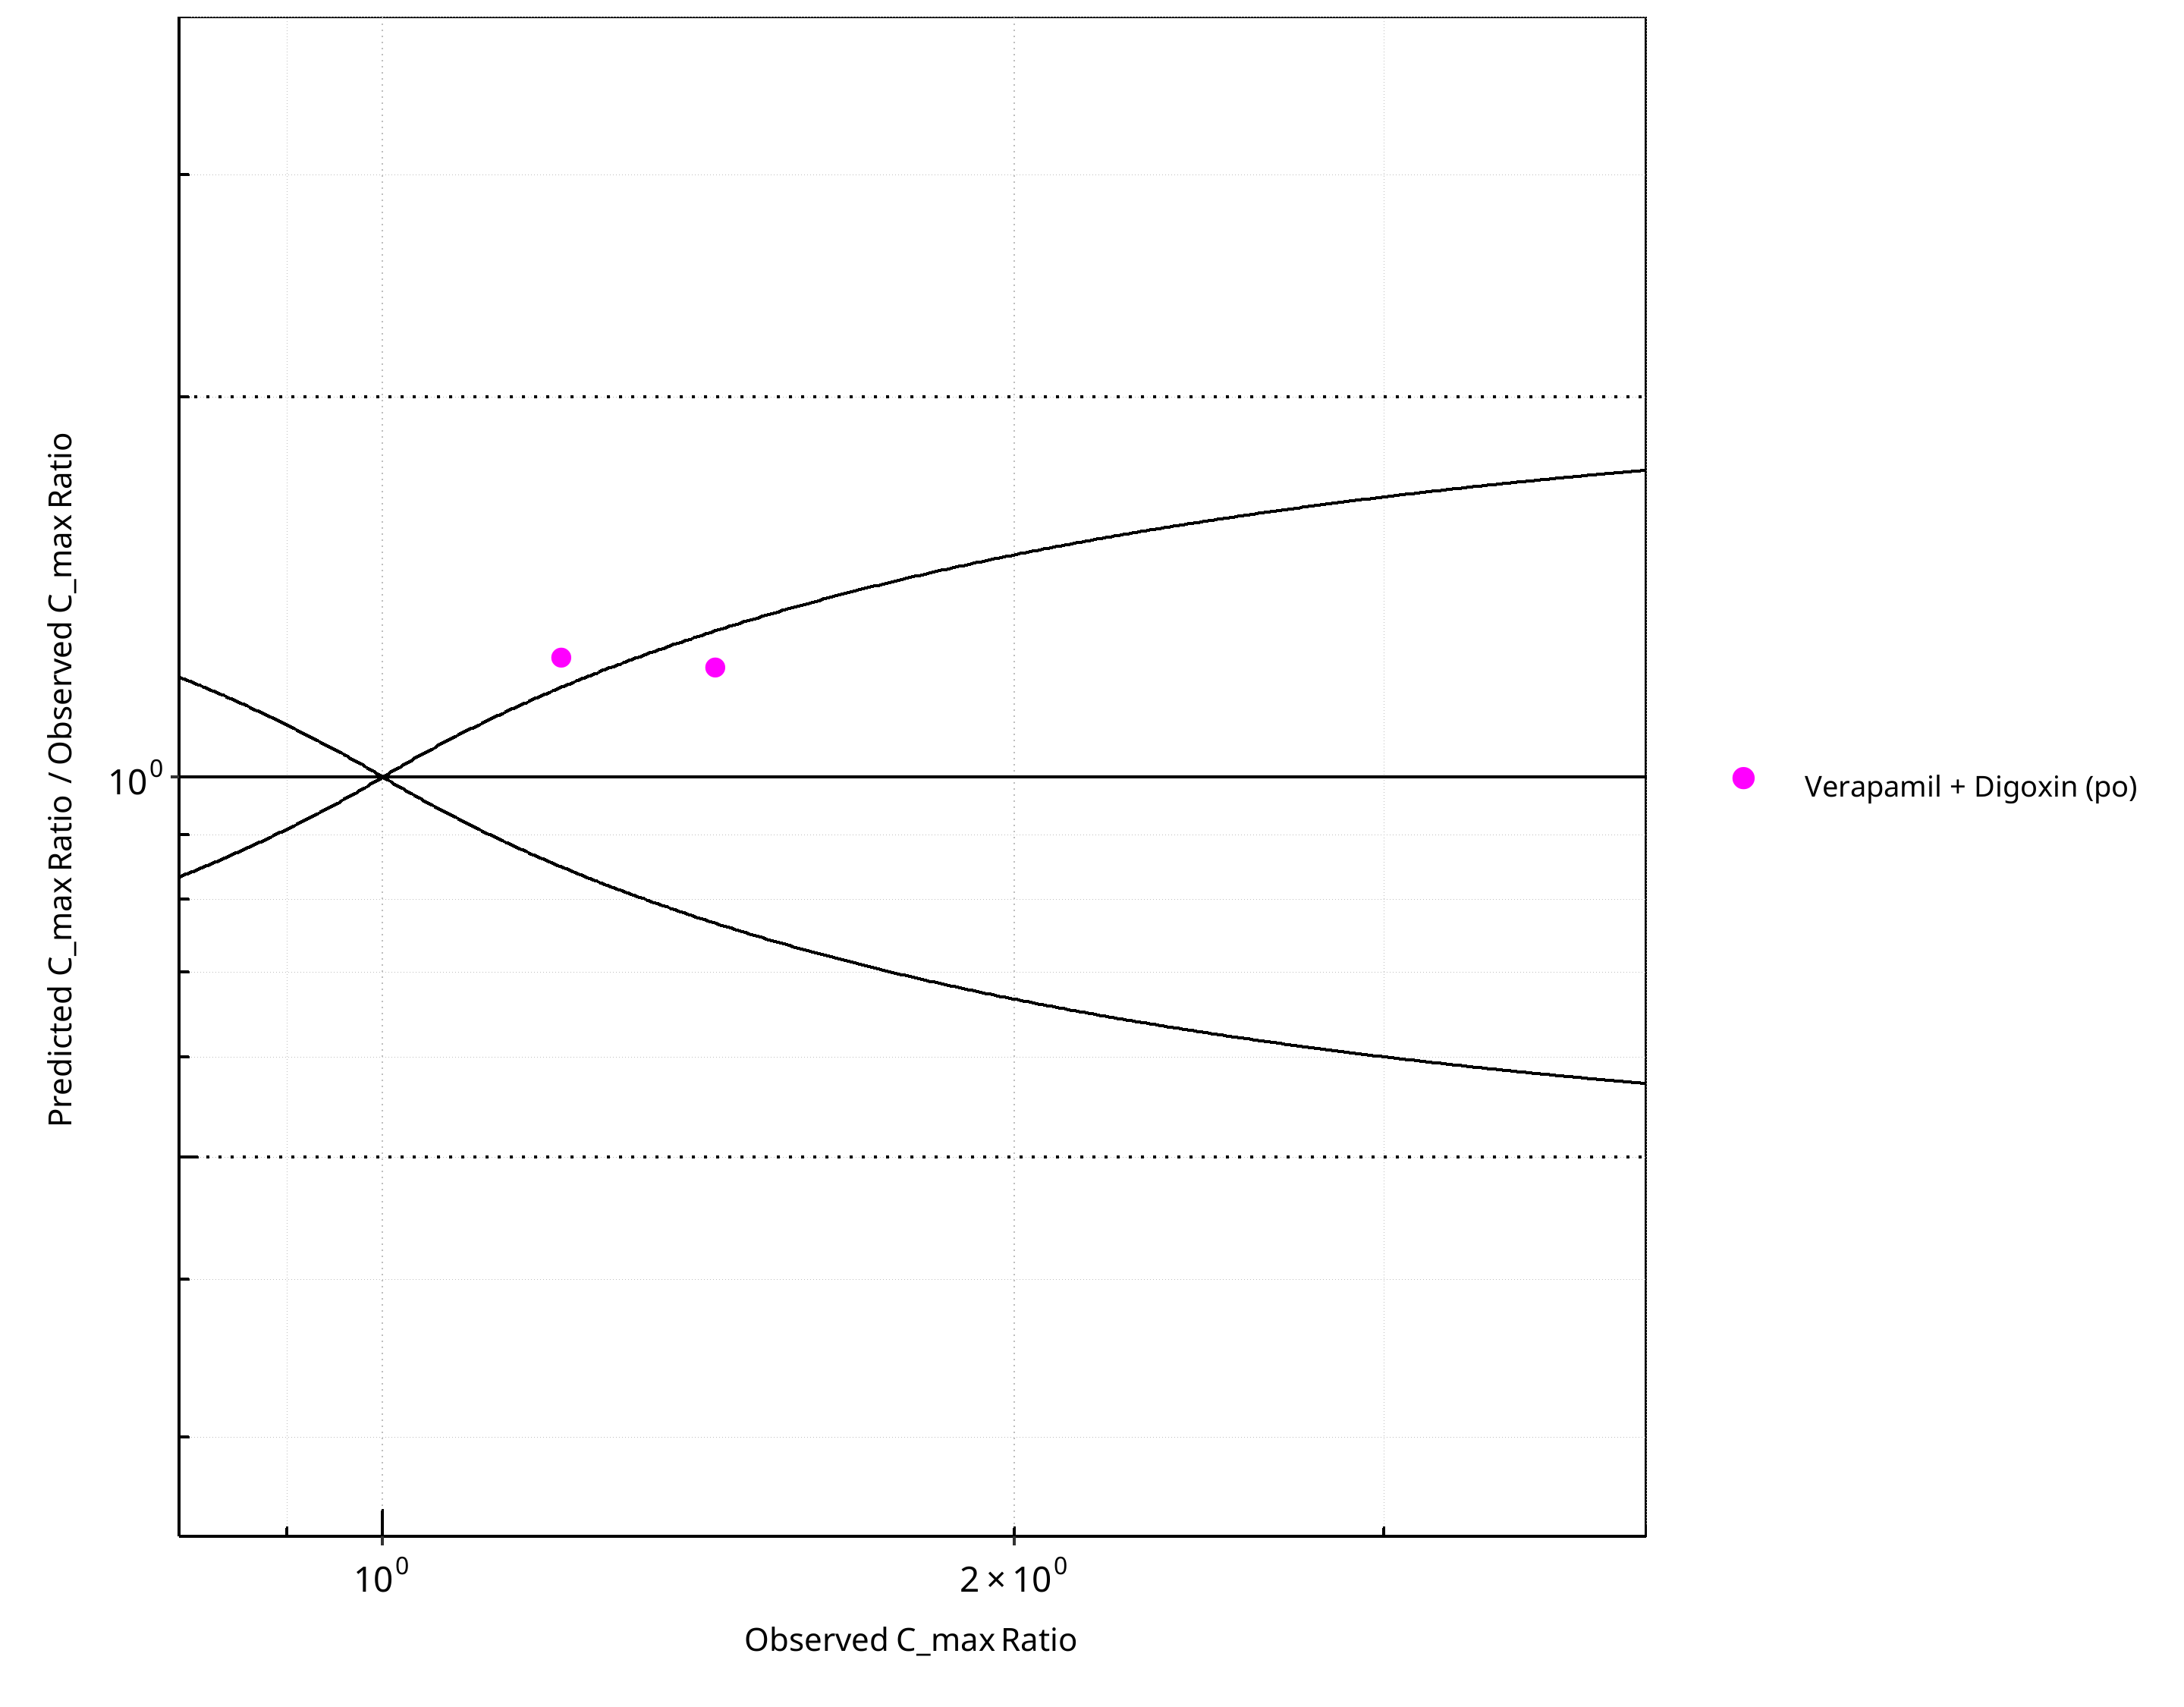 Predicted C_max Ratio / Observed C_max Ratio
10⁰
10⁰
2 × 10⁰
Observed C_max Ratio
Verapamil + Digoxin (po)